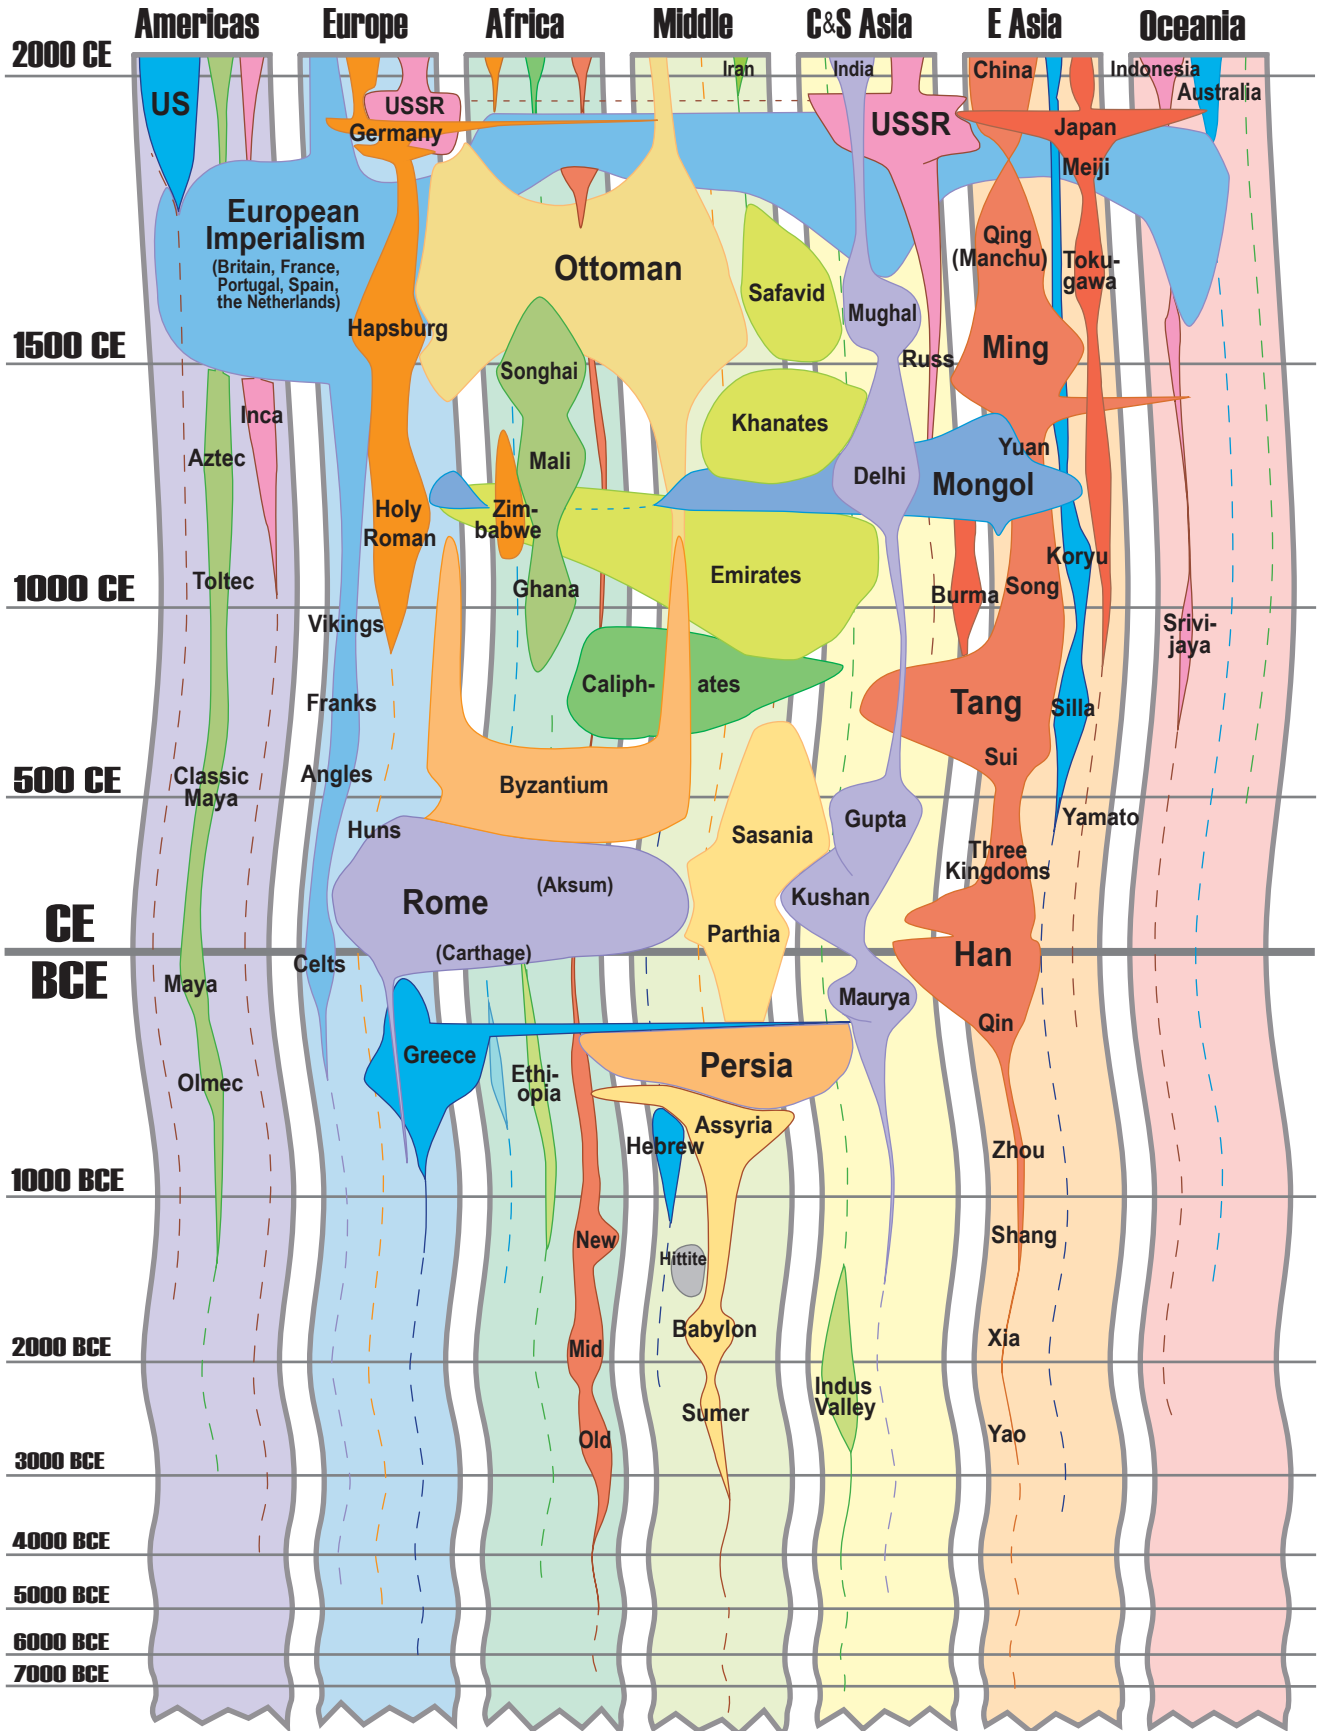 Americas Europe Africa Middle C&S Asia E Asia Oceania
2000 CE
US
USSR
Germany
Iran
India
USSR
China
Japan
Meiji
Indonesia
Australia
European
Imperialism
(Britain, France,
Portugal, Spain,
the Netherlands)
Hapsburg
Ottoman
Safavid
Mughal
Russ
Qing
(Manchu)
Toku-
gawa
Ming
1500 CE
Inca
Aztec
Songhai
Mali
Khanates
Delhi
Mongol
Yuan
Holy
Roman
Zim-
babwe
Toltec
Ghana
Emirates
Burma
Song
Koryu
1000 CE
Vikings
Srivi-
jaya
Franks
Caliph- ates
Tang
Silla
Sui
Classic
Maya
Angles
Byzantium
500 CE
Huns
Sasania
Gupta
Yamato
Three
Kingdoms
Rome
(Aksum)
Kushan
CE
Parthia
Han
(Carthage)
BCE
Celts
Maya
Maurya
Qin
Greece
Persia
Olmec
Ethi-
opia
Assyria
Hebrew
Zhou
1000 BCE
New
Hittite
Shang
Mid
Babylon
Xia
2000 BCE
Indus
Valley
Sumer
Old
Yao
3000 BCE
4000 BCE
5000 BCE
6000 BCE
7000 BCE